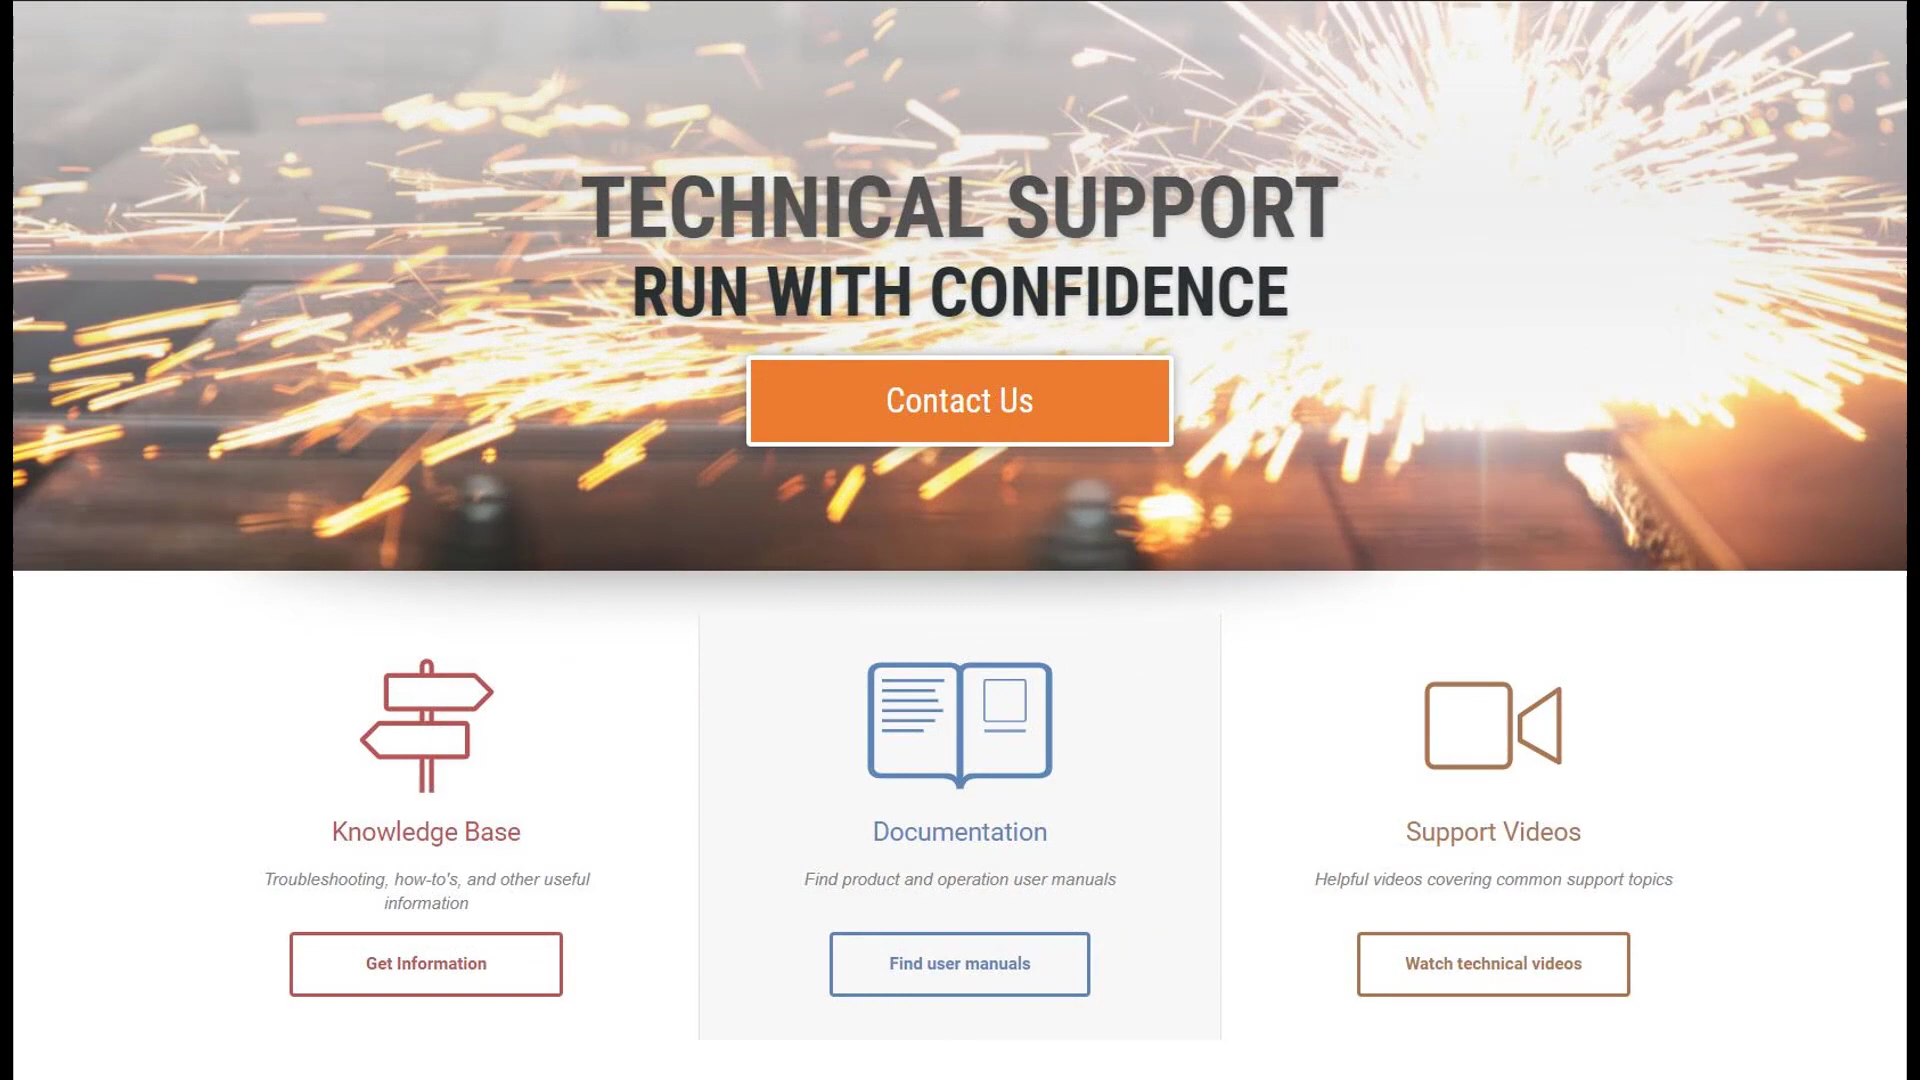 TECHNICAL SUPPORT
RUN WITH CONFIDENCE
Contact Us
Knowledge Base
Troubleshooting, how-to's, and other useful
information
Get Information
Documentation
Find product and operation user manuals
Find user manuals
Support Videos
Helpful videos covering common support topics
Watch technical videos